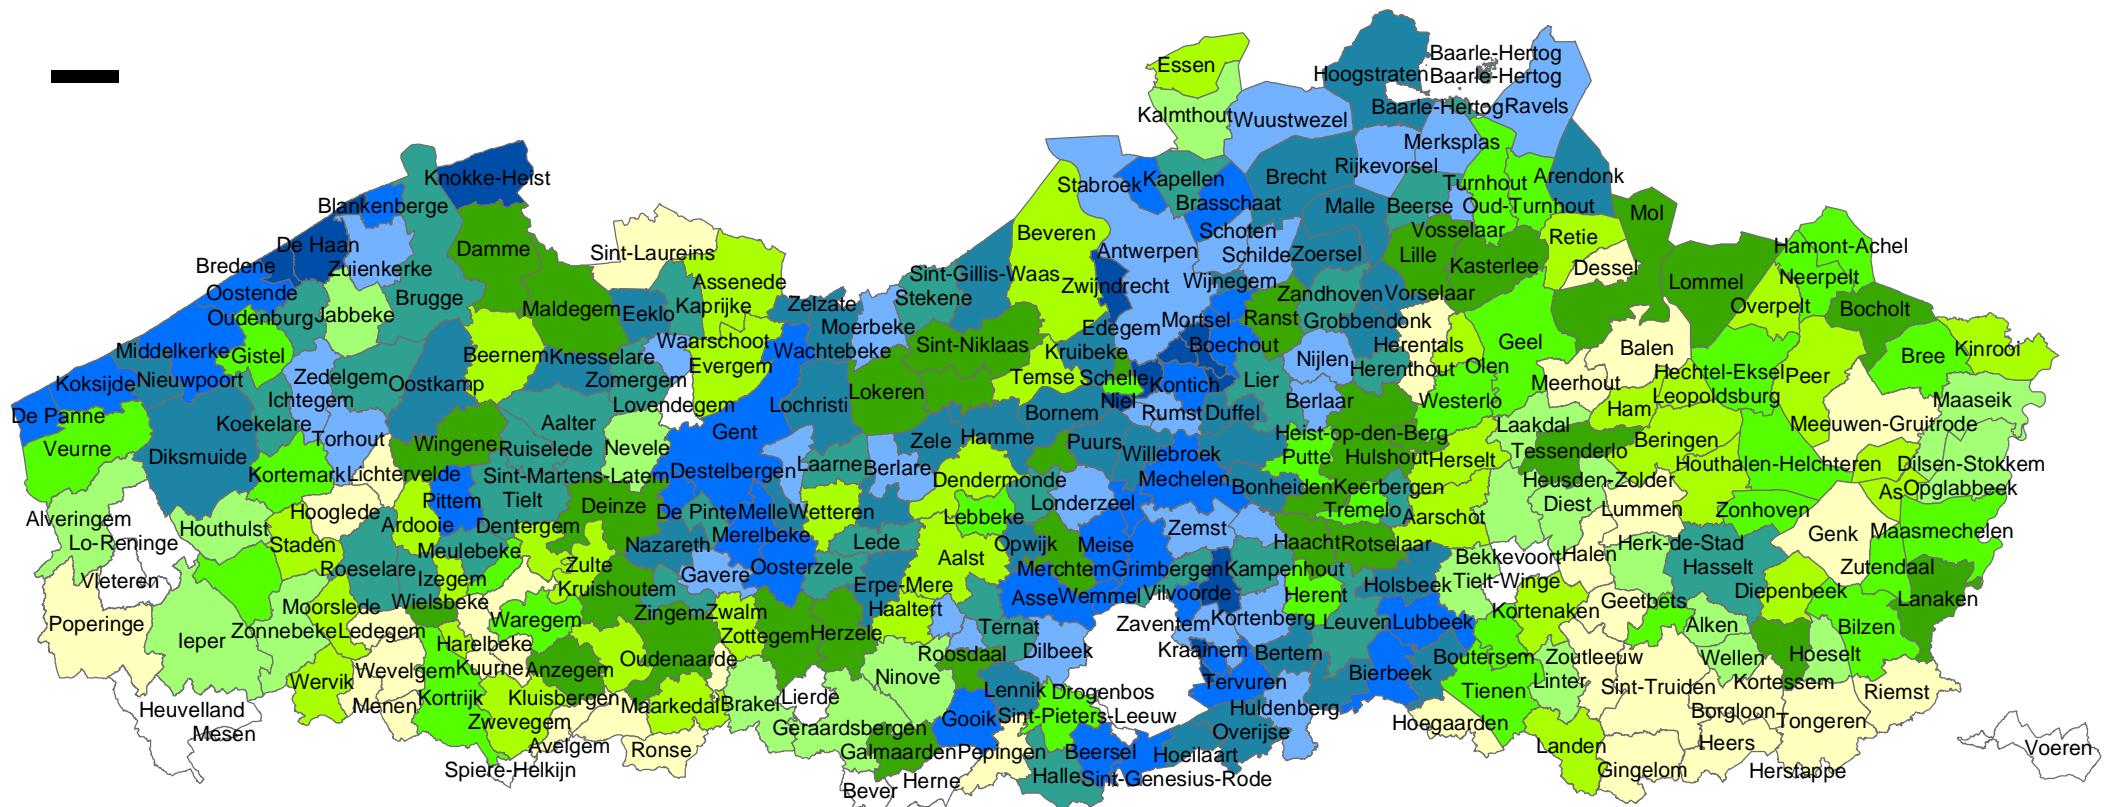 Baarle-Hertog
Essen
Hoogstraten
Baarle-Hertog
Kalmthout
Wuustwezel
Baarle-Hertog
Ravels
Merksplas
Rijkevorsel
Knokke-Heist
Stabroek
Kapellen
Brecht
Turnhout
Arendonk
Blankenberge
Brasschaat
Malle
Beerse
Oud-Turnhout
Mol
De Haan
Damme
Sint-Laureins
Beveren
Antwerpen
Schoten
Vosselaar
Retie
Hamont-Achel
Bredene
Zuienkerke
Schilde
Zoersel
Lille
Kasterlee
Dessel
Neerpelt
Oostende
Brugge
Assenede
Sint-Gillis-Waas
Zwijndrecht
Wijnegem
Zandhoven
Vorselaar
Lommel
Overpelt
Oudenburg
Jabbeke
Maldegem
Eeklo
Kaprijke
Zelzate
Stekene
Bocholt
Middelkerke
Gistel
Beernem
Knesselare
Waarschoot
Moerbeke
Edegem
Mortsel
Ranst
Grobbendonk
Koksijde
Nieuwpoort
Zedelgem
Oostkamp
Zomergem
Evergem
Wachtebeke
Sint-Niklaas
Kruibeke
Boechout
Nijlen
Herentals
Geel
Balen
Bree
Kinrooi
De Panne
Ichtegem
Lovendegem
Lochristi
Lokeren
Temse
Schelle
Kontich
Lier
Herenthout
Olen
Meerhout
Hechtel-Eksel
Peer
Koekelare
Torhout
Aalter
Gent
Bornem
Niel
Rumst
Duffel
Berlaar
Westerlo
Ham
Leopoldsburg
Maaseik
Veurne
Diksmuide
Wingene
Ruiselede
Nevele
Zele
Hamme
Puurs
Willebroek
Heist-op-den-Berg
Laakdal
Beringen
Meeuwen-Gruitrode
Kortemark
Lichtervelde
Sint-Martens-Latem
Destelbergen
Laarne
Berlare
Dendermonde
Mechelen
Putte
Hulshout
Herselt
Tessenderlo
Houthalen-Helchteren
Dilsen-Stokkem
Pittem
Tielt
Deinze
Londerzeel
Bonheiden
Keerbergen
Heusden-Zolder
As
Opglabbeek
Alveringem
Houthulst
Hooglede
Ardooie
Dentergem
De Pinte
Melle
Wetteren
Lebbeke
Zemst
Tremelo
Aarschot
Diest
Lummen
Zonhoven
Maasmechelen
Lo-Reninge
Staden
Meulebeke
Nazareth
Merelbeke
Lede
Opwijk
Meise
Haacht
Rotselaar
Bekkevoort
Halen
Herk-de-Stad
Genk
Vleteren
Roeselare
Izegem
Zulte
Gavere
Oosterzele
Aalst
Merchtem
Grimbergen
Kampenhout
Tielt-Winge
Hasselt
Zutendaal
Moorslede
Wielsbeke
Kruishoutem
Erpe-Mere
Asse
Wemmel
Vilvoorde
Herent
Holsbeek
Kortenaken
Geetbets
Diepenbeek
Lanaken
Poperinge
Ieper
Zonnebeke
Ledegem
Waregem
Zingem
Zwalm
Haaltert
Ternat
Zaventem
Kortenberg
Leuven
Lubbeek
Alken
Bilzen
Harelbeke
Zottegem
Herzele
Roosdaal
Dilbeek
Kraainem
Bertem
Boutersem
Zoutleeuw
Wellen
Hoeselt
Wervik
Wevelgem
Kuurne
Anzegem
Oudenaarde
Ninove
Tervuren
Bierbeek
Linter
Kortessem
Heuvelland
Menen
Kortrijk
Kluisbergen
Maarkedal
Brakel
Lierde
Lennik
Drogenbos
Huldenberg
Tienen
Sint-Truiden
Riemst
Mesen
Zwevegem
Geraardsbergen
Gooik
Sint-Pieters-Leeuw
Overijse
Hoegaarden
Borgloon
Tongeren
Avelgem
Ronse
Galmaarden
Pepingen
Beersel
Hoeilaart
Landen
Heers
Voeren
Spiere-Helkijn
Bever
Herne
Halle
Sint-Genesius-Rode
Gingelom
Herstappe